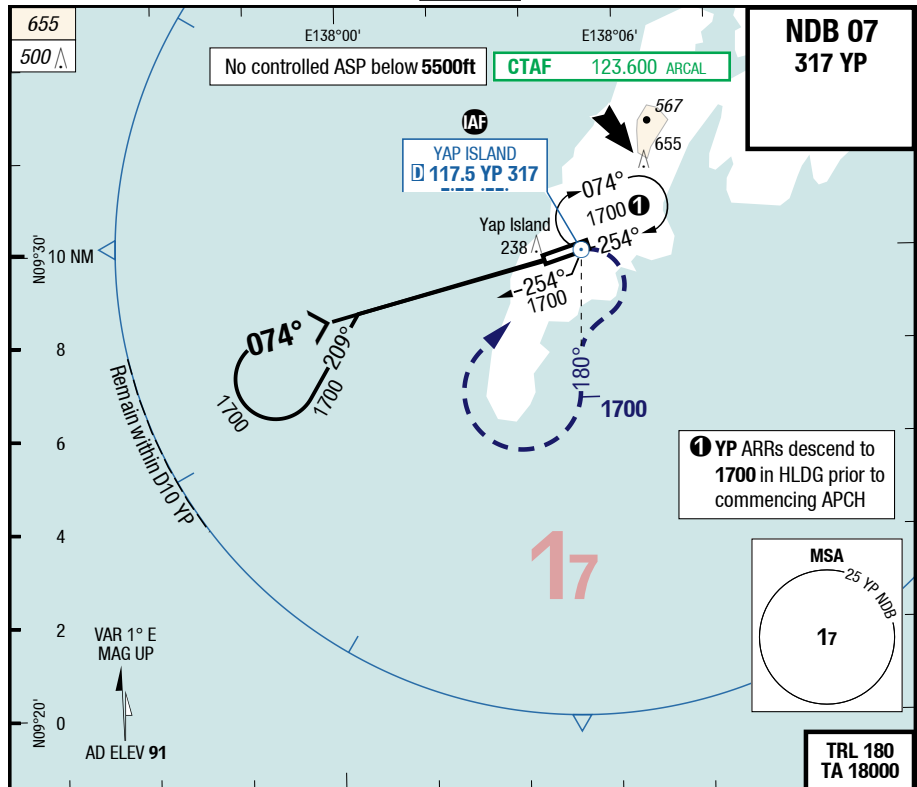 655
500
E138°00'
E138°06'
NDB 07
317 YP
No controlled ASP below 5500ft
CTAF 123.600 ARCAL
IAF
567
655
YAP ISLAND
D 117.5 YP 317
074°
1700 1
254°
Yap Island
238
254°
1700
N09°30'
10 NM
074°
209°
1700
1700
180°
1700
8
6
4
2
0
Remain within D10 YP
1 YP ARRs descend to
1700 in HLDG prior to
commencing APCH
17
MSA
25 YP NDB
17
VAR 1° E
MAG UP
N09°20'
AD ELEV 91
TRL 180
TA 18000